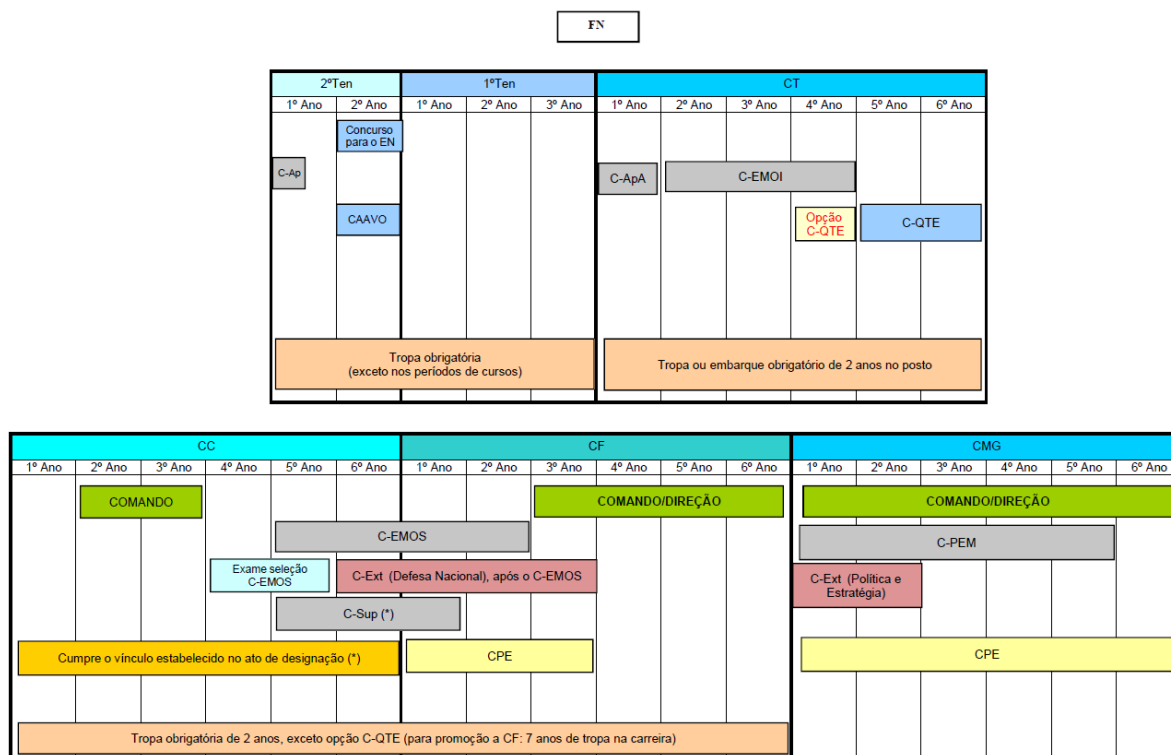 FN
2ºTen 1ºTen CT
1º Ano 2º Ano 1º Ano 2º Ano 3º Ano 1º Ano 2º Ano 3º Ano 4º Ano 5º Ano 6º Ano
Concurso
para o EN
C-Ap C-ApA C-EMOI
CAAVO Opção
C-QTE C-QTE
Tropa obrigatória
(exceto nos períodos de cursos)
Tropa ou embarque obrigatório de 2 anos no posto
CC CF CMG
1º Ano 2º Ano 3º Ano 4º Ano 5º Ano 6º Ano 1º Ano 2º Ano 3º Ano 4º Ano 5º Ano 6º Ano 1º Ano 2º Ano 3º Ano 4º Ano 5º Ano 6º Ano
COMANDO COMANDO/DIREÇÃO COMANDO/DIREÇÃO
C-EMOS C-PEM
Exame seleção
C-EMOS
C-Ext (Defesa Nacional), após o C-EMOS
C-Ext (Política e
Estratégia)
C-Sup (*)
Cumpre o vínculo estabelecido no ato de designação (*) CPE CPE
Tropa obrigatória de 2 anos, exceto opção C-QTE (para promoção a CF: 7 anos de tropa na carreira)